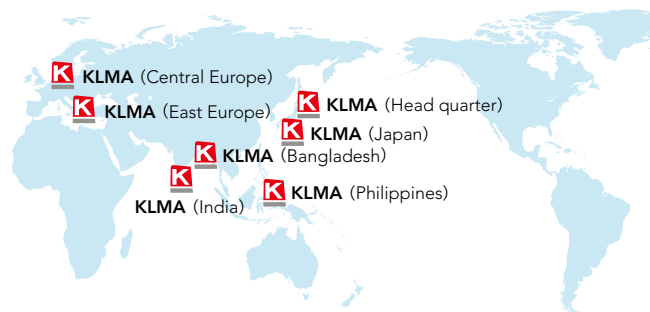 K KLMA (Central Europe)
K KLMA (East Europe)
K KLMA (Head quarter)
K KLMA (Japan)
K KLMA (Bangladesh)
K
KLMA (India)
K KLMA (Philippines)